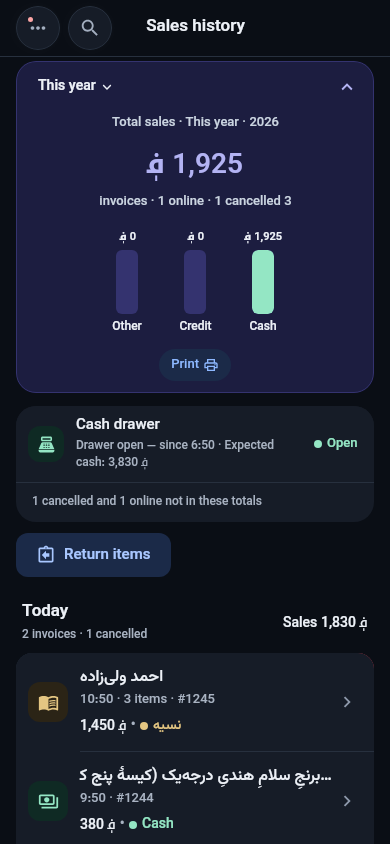 Sales history
This year
Total sales · This year · 2026
؋ 1,925
invoices · 1 online · 1 cancelled 3
؋ 0
؋ 0
؋ 1,925
Other
Credit
Cash
Print
Cash drawer
Drawer open — since 6:50 · Expected
cash: 3,830 ؋
Open
1 cancelled and 1 online not in these totals
Return items
Today
Sales 1,830 ؋
2 invoices · 1 cancelled
احمد ولی‌زاده
10:50 · 3 items · #1245
1,450 ؋ • نسیه
برنجِ سلامِ هندیِ درجه‌یک (کیسهٔ پنج ک…
9:50 · #1244
380 ؋ • Cash